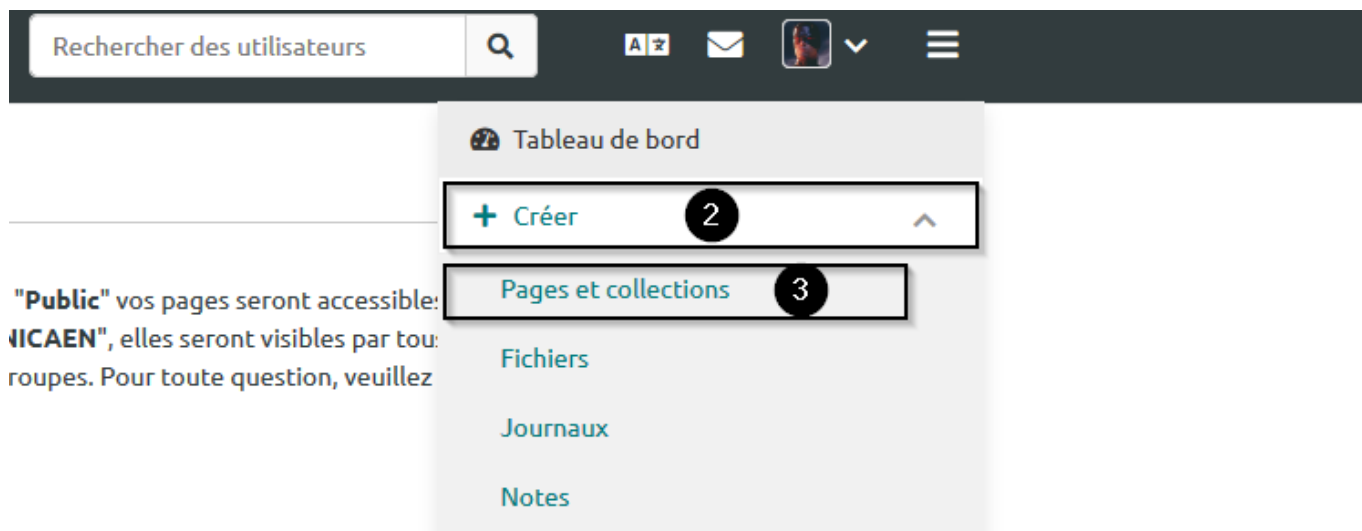 Rechercher des utilisateurs
A
Tableau de bord
+ Créer 2
Pages et collections 3
"Public" vos pages seront accessibles
NICAEN", elles seront visibles par tous
roupes. Pour toute question, veuillez
Fichiers
Journaux
Notes